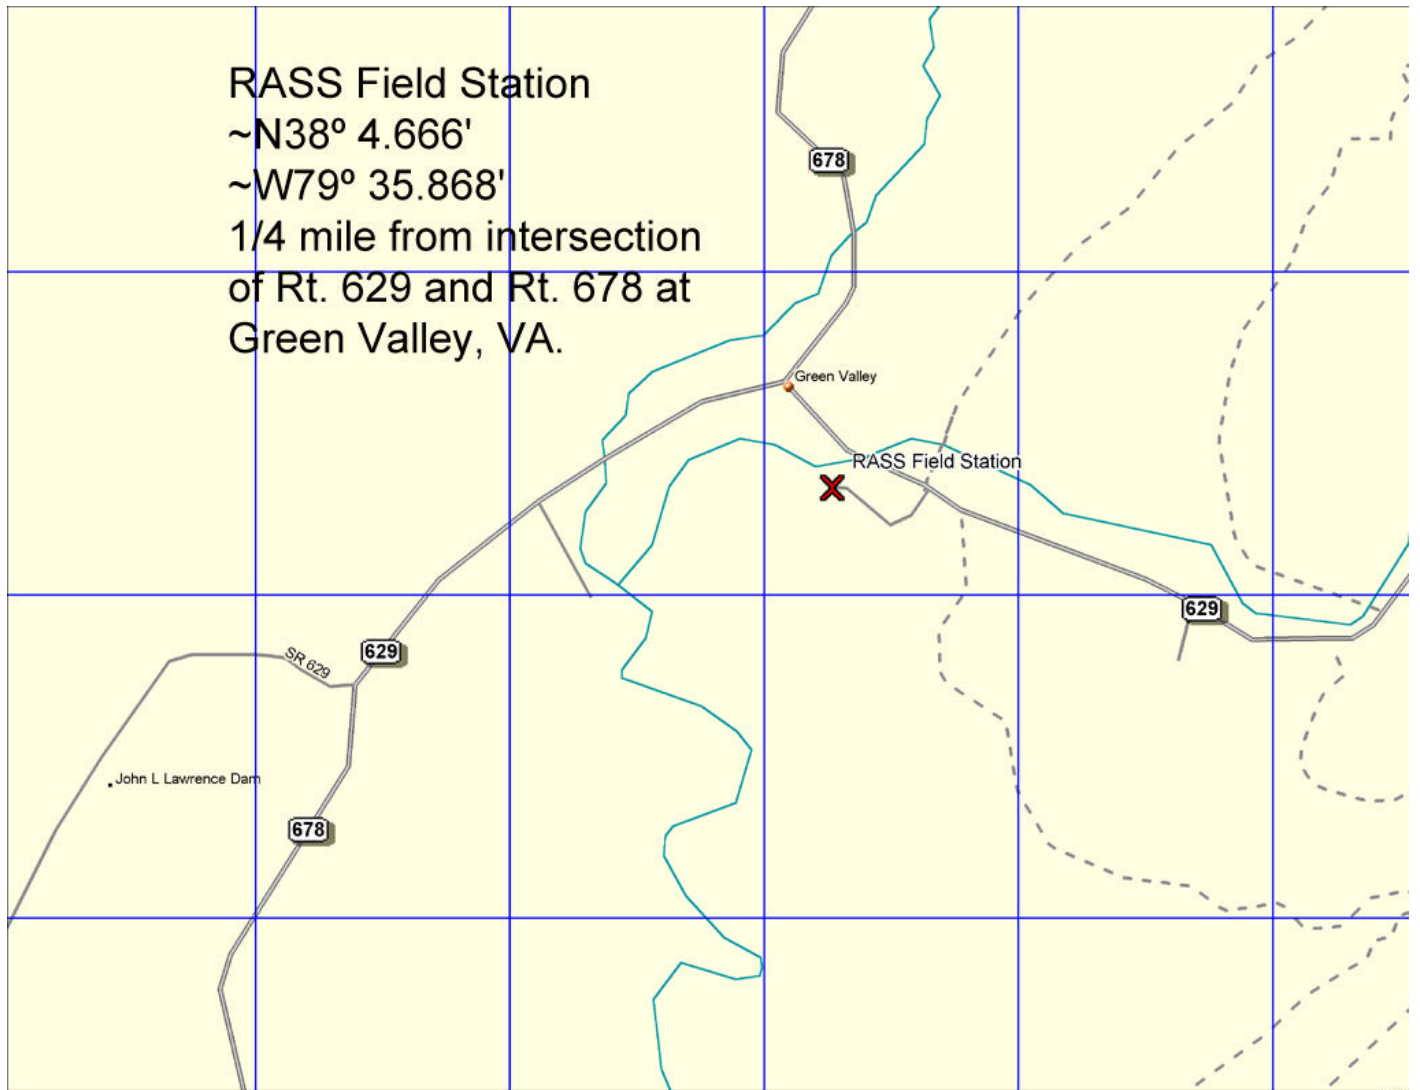 RASS Field Station
~N38º 4.666'
~W79º 35.868'
1/4 mile from intersection
of Rt. 629 and Rt. 678 at
Green Valley, VA.
678
Green Valley
RASS Field Station
629
629
SR 629
John L Lawrence Dam
678